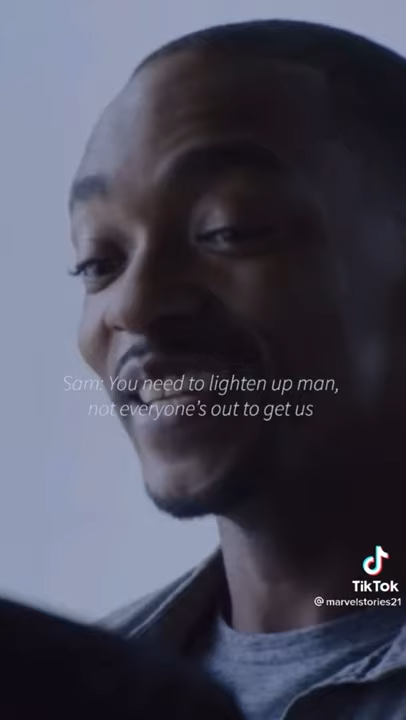 Sam: You need to lighten up man,
not everyone's out to get us
TikTok
@marvelstories21